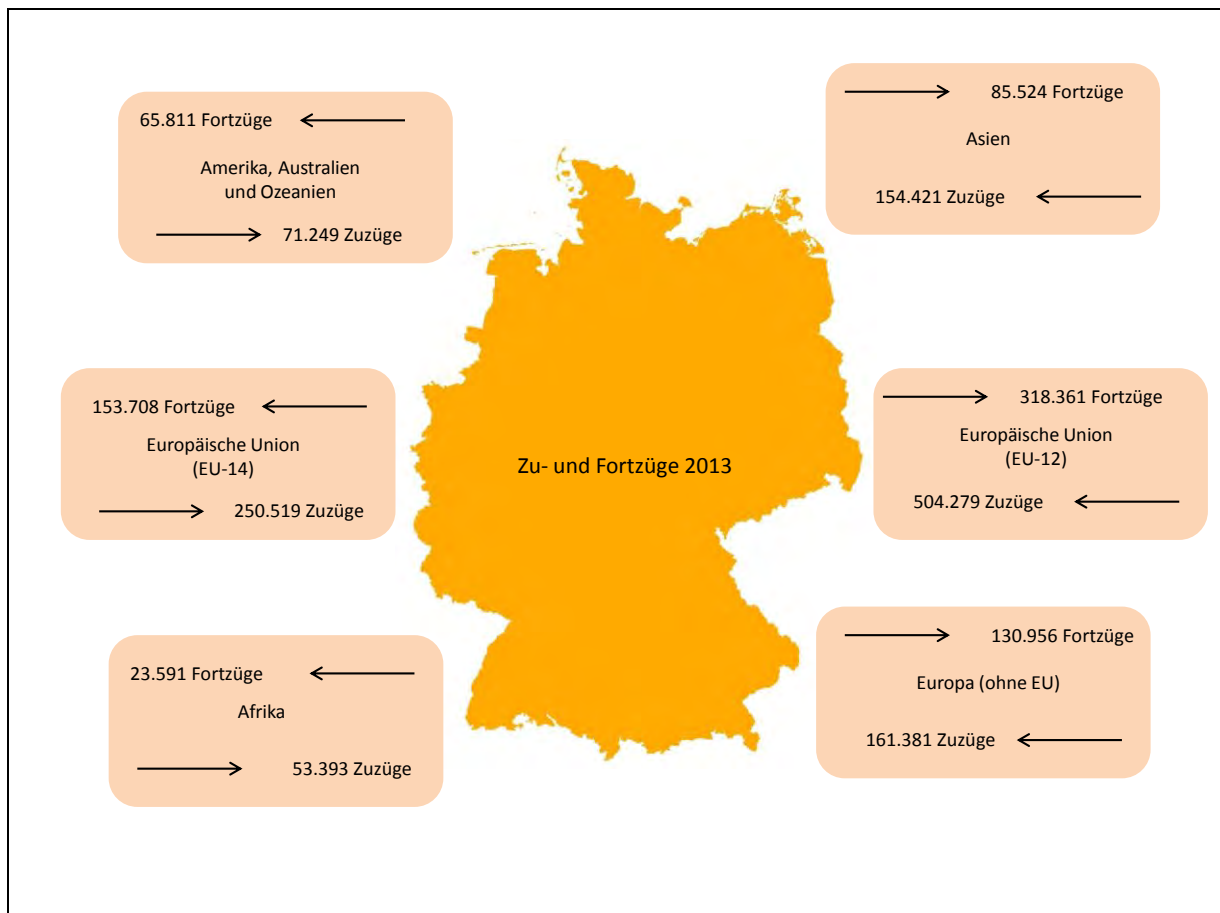 65.811 Fortzüge
Amerika, Australien
und Ozeanien
71.249 Zuzüge
85.524 Fortzüge
Asien
154.421 Zuzüge
153.708 Fortzüge
Europäische Union
(EU-14)
250.519 Zuzüge
Zu- und Fortzüge 2013
318.361 Fortzüge
Europäische Union
(EU-12)
504.279 Zuzüge
23.591 Fortzüge
Afrika
53.393 Zuzüge
130.956 Fortzüge
Europa (ohne EU)
161.381 Zuzüge